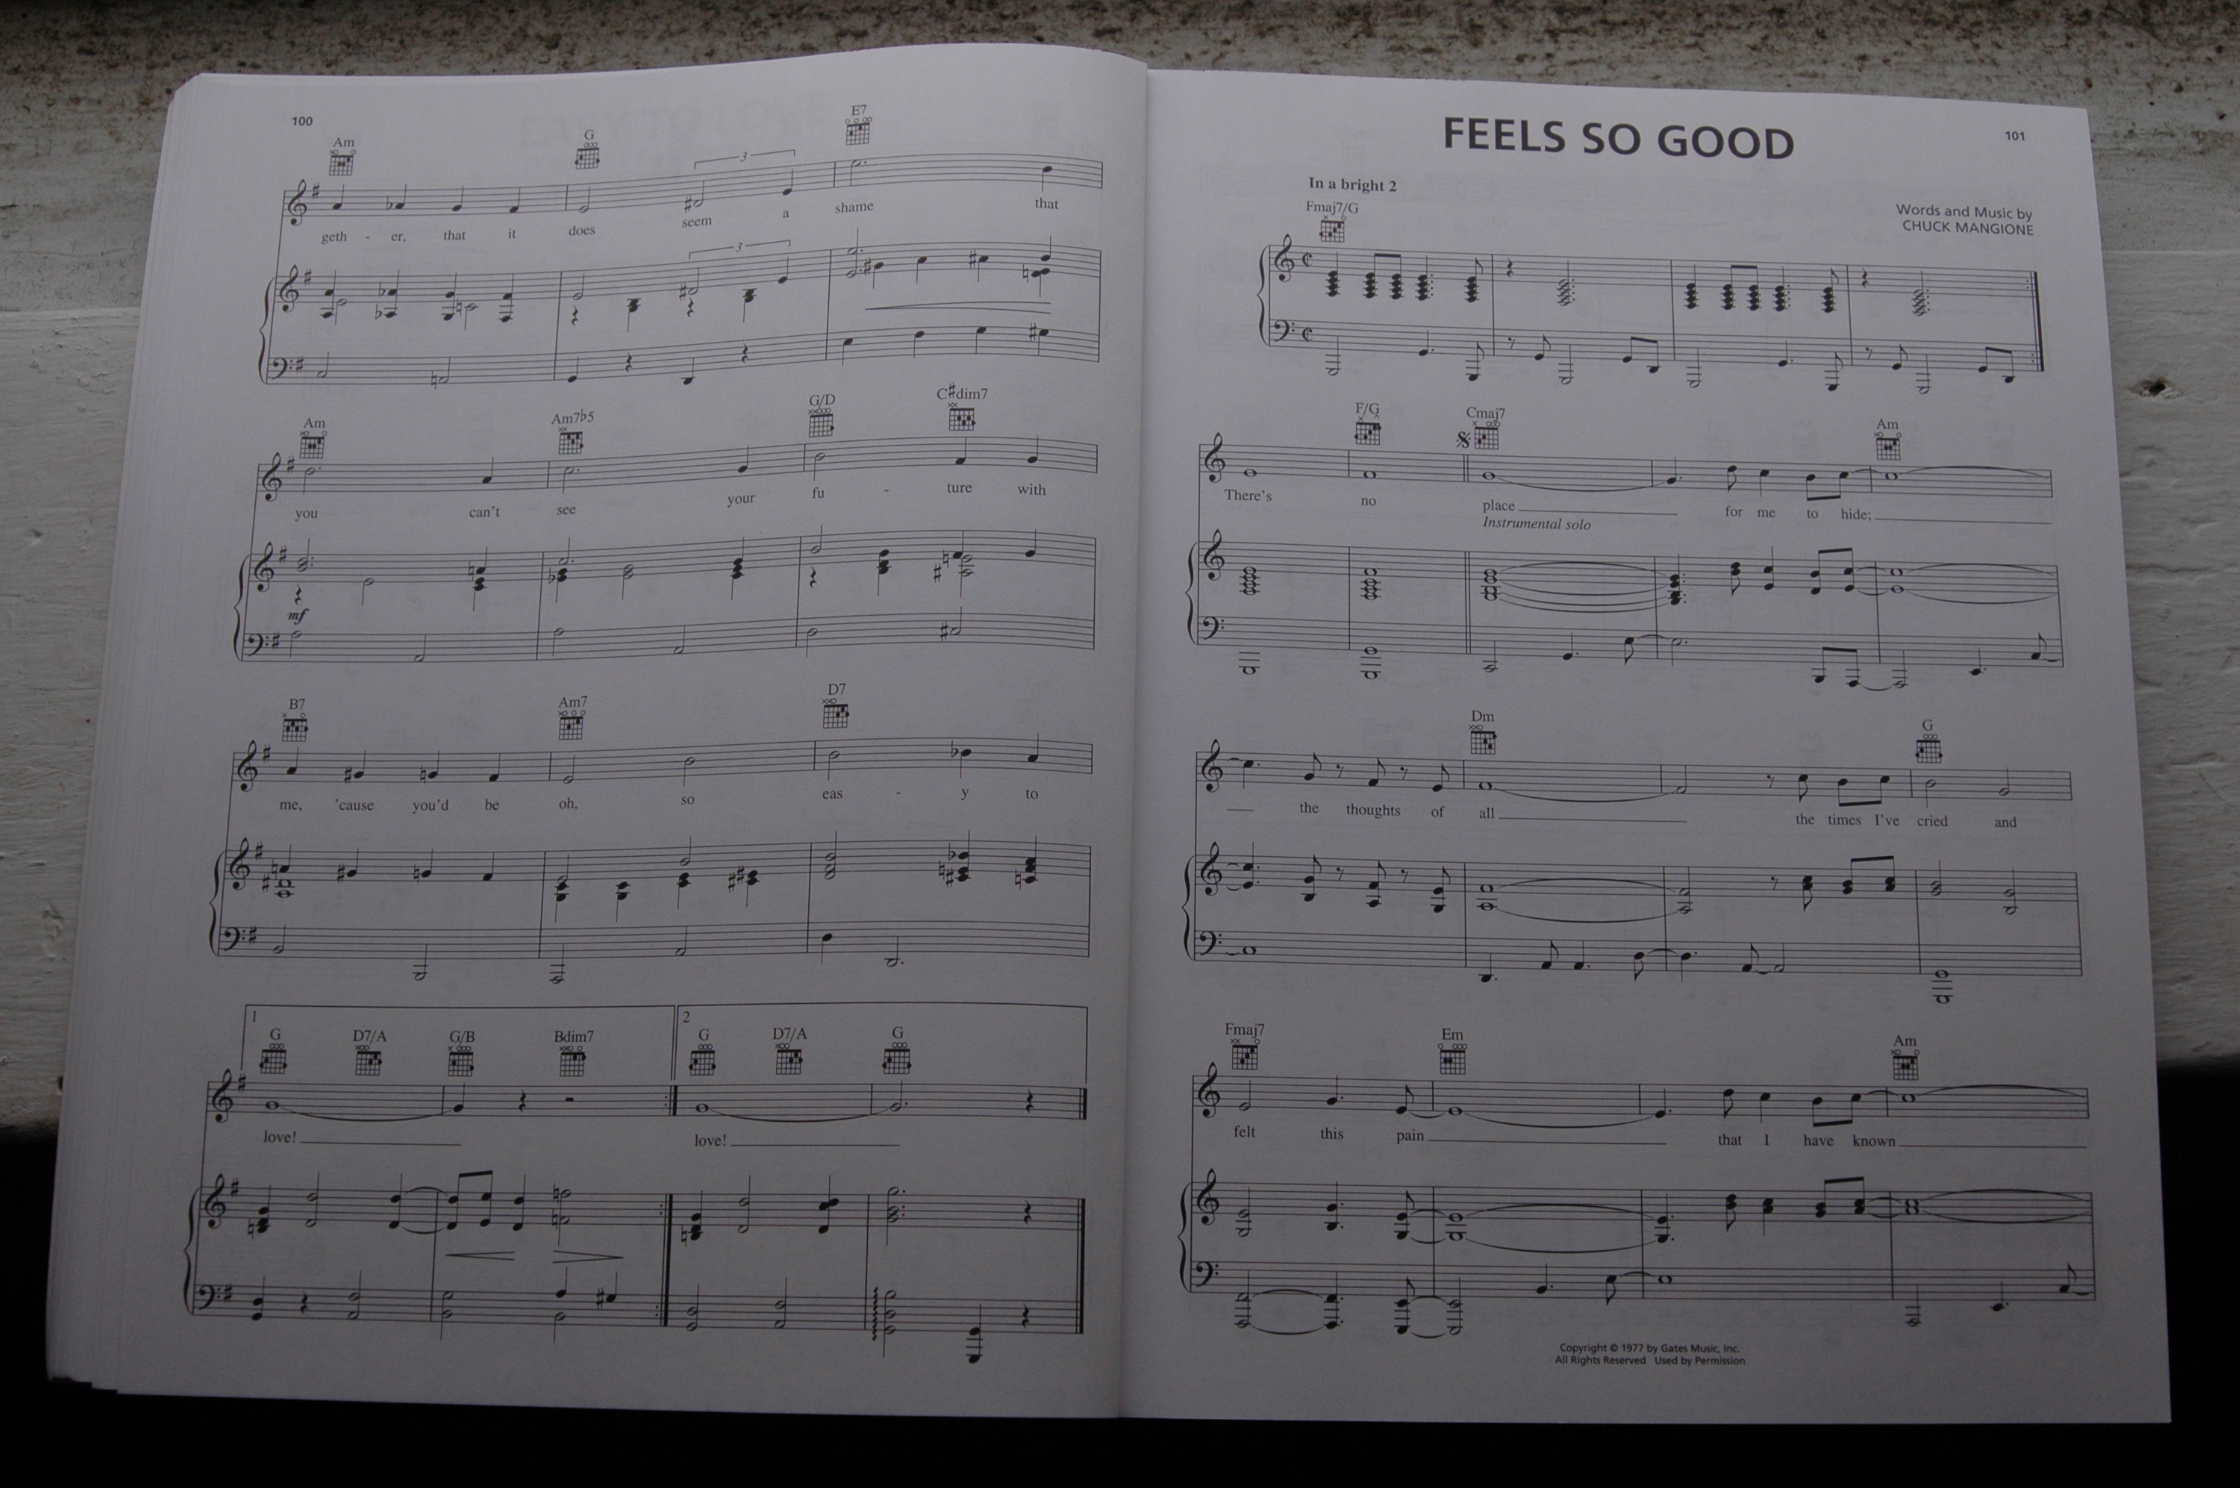 100
Am G E7
3
geth - er, that it does seem a shame that
3
Am Am7♭5 G/D C♯dim7
you can't see your fu - ture with
mf
B7 Am7 D7
me, 'cause you'd be oh, so eas - y to
1 2
G D7/A G/B Bdim7 G D7/A G
love! love!
FEELS SO GOOD
101
In a bright 2
Words and Music by
CHUCK MANGIONE
Fmaj7/G
F/G Cmaj7 Am
There's no place for me to hide;
Instrumental solo
Dm G
the thoughts of all the times I've cried and
Fmaj7 Em Am
felt this pain that I have known
Copyright © 1977 by Gates Music, Inc.
All Rights Reserved Used by Permission